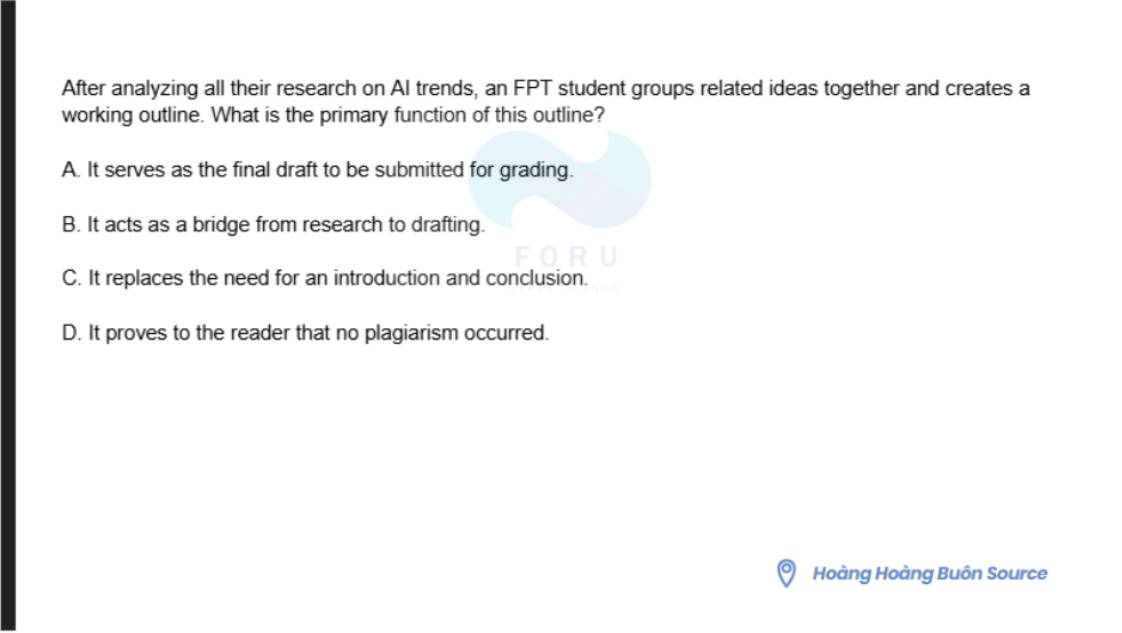 After analyzing all their research on AI trends, an FPT student groups related ideas together and creates a
working outline. What is the primary function of this outline?
A. It serves as the final draft to be submitted for grading.
B. It acts as a bridge from research to drafting.
FORU
C. It replaces the need for an introduction and conclusion.
D. It proves to the reader that no plagiarism occurred.
Hoàng Hoàng Buôn Source